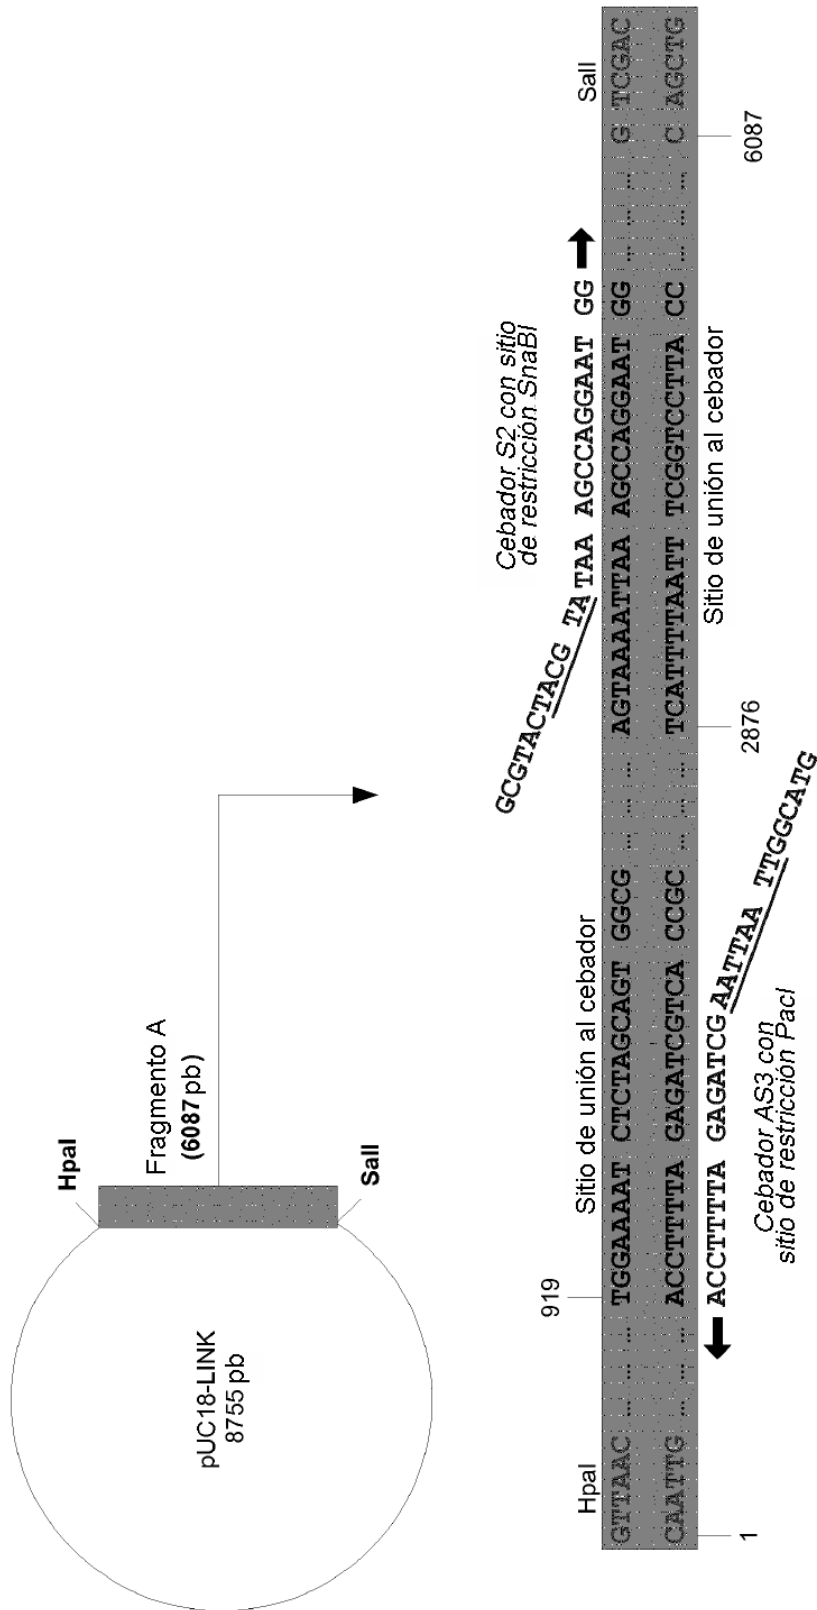 pUC18-LINK
8755 pb
HpaI
SalI
Fragmento A
(6087 pb)
Cebador S2 con sitio
de restricción SnaBI
GCGTACTACG TA TAA AGCCAGGAAT GG
Sitio de unión al cebador
919
2876
6087
1
HpaI
SalI
GTTAAC ... ... ... TGGAAAAT CTCTAGCAGT GGCG ... ... ... AGTAAAATTAA AGCCAGGAAT GG ... ... ... G TCGAC
CAATTG ... ... ... ACCTTTTA GAGATCGTCA CCGC ... ... ... TCATTTTAATT TCGGTCCTTA CC ... ... ... C AGCTG
ACCTTTTA GAGATCG AATTAA TTGGCATG
Sitio de unión al cebador
Cebador AS3 con
sitio de restricción PacI